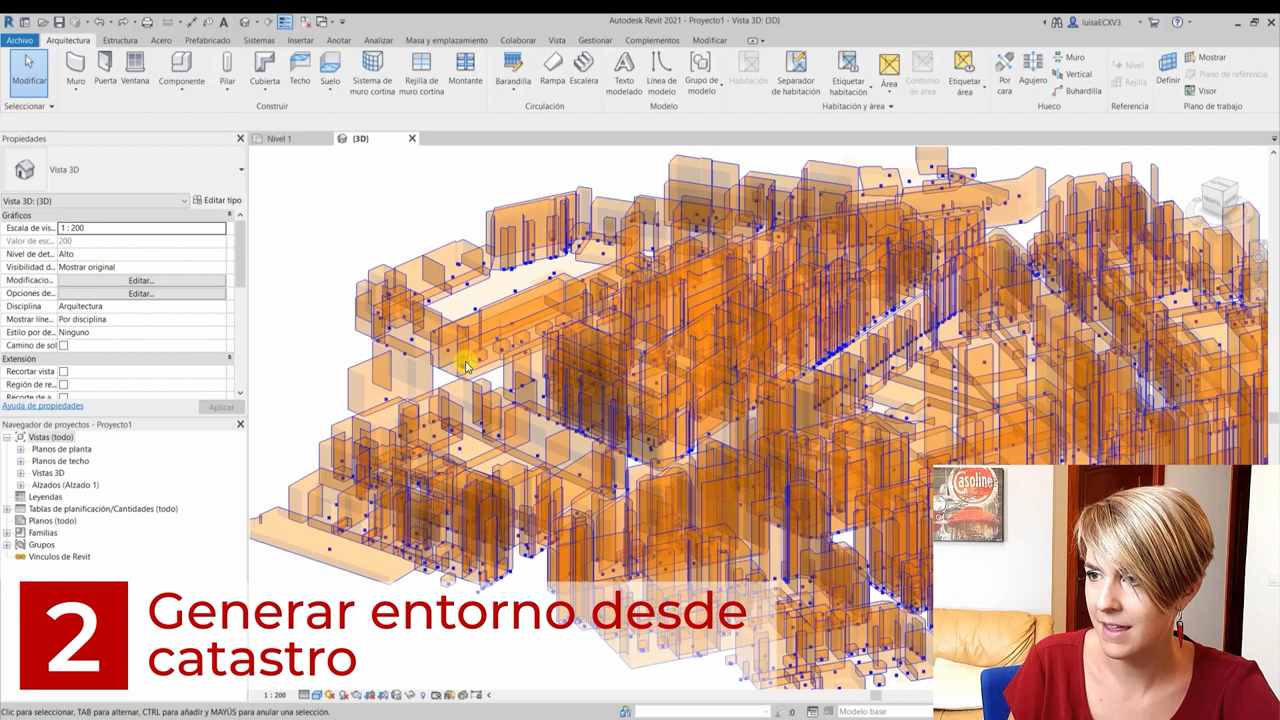 Autodesk Revit 2021 - Proyecto1 - Vista 3D: (3D)
luisaECXV3
Archivo Arquitectura Estructura Acero Prefabricado Sistemas Insertar Anotar Analizar Masa y emplazamiento Colaborar Vista Gestionar Complementos Modificar
Modificar
Muro
Puerta
Ventana
Componente
Pilar
Cubierta
Techo
Suelo
Sistema de
muro cortina
Rejilla de
muro cortina
Montante
Barandilla
Rampa
Escalera
Texto
modelado
Línea de
modelo
Grupo de
modelo
Habitación
Separador
de habitación
Etiquetar
habitación
Área
Contorno
de área
Etiquetar
área
Por
cara
Agujero
Muro
Vertical
Buhardilla
Nivel
Rejilla
Definir
Mostrar
Plano de referencia
Visor
Seleccionar
Construir
Circulación
Modelo
Habitación y área
Hueco
Referencia
Plano de trabajo
Propiedades
Nivel 1
(3D)
Vista 3D
Vista 3D: (3D)
Editar tipo
Gráficos
Escala de vis... 1 : 200
Valor de esc... 200
Nivel de det... Alto
Visibilidad d... Mostrar original
Modificacio... Editar...
Opciones de... Editar...
Disciplina Arquitectura
Mostrar líne... Por disciplina
Estilo por de... Ninguno
Camino de sol
Extensión
Recortar vista
Región de re...
Recorte de a...
Ayuda de propiedades
Aplicar
Navegador de proyectos - Proyecto1
Vistas (todo)
Planos de planta
Planos de techo
Vistas 3D
Alzados (Alzado 1)
Leyendas
Tablas de planificación/Cantidades (todo)
Planos (todo)
Familias
Grupos
Vínculos de Revit
Gasoline
2
Generar entorno desde
catastro
1 : 200
Clic para seleccionar, TAB para alternar, CTRL para añadir y MAYÚS para anular una selección.
:0
Modelo base